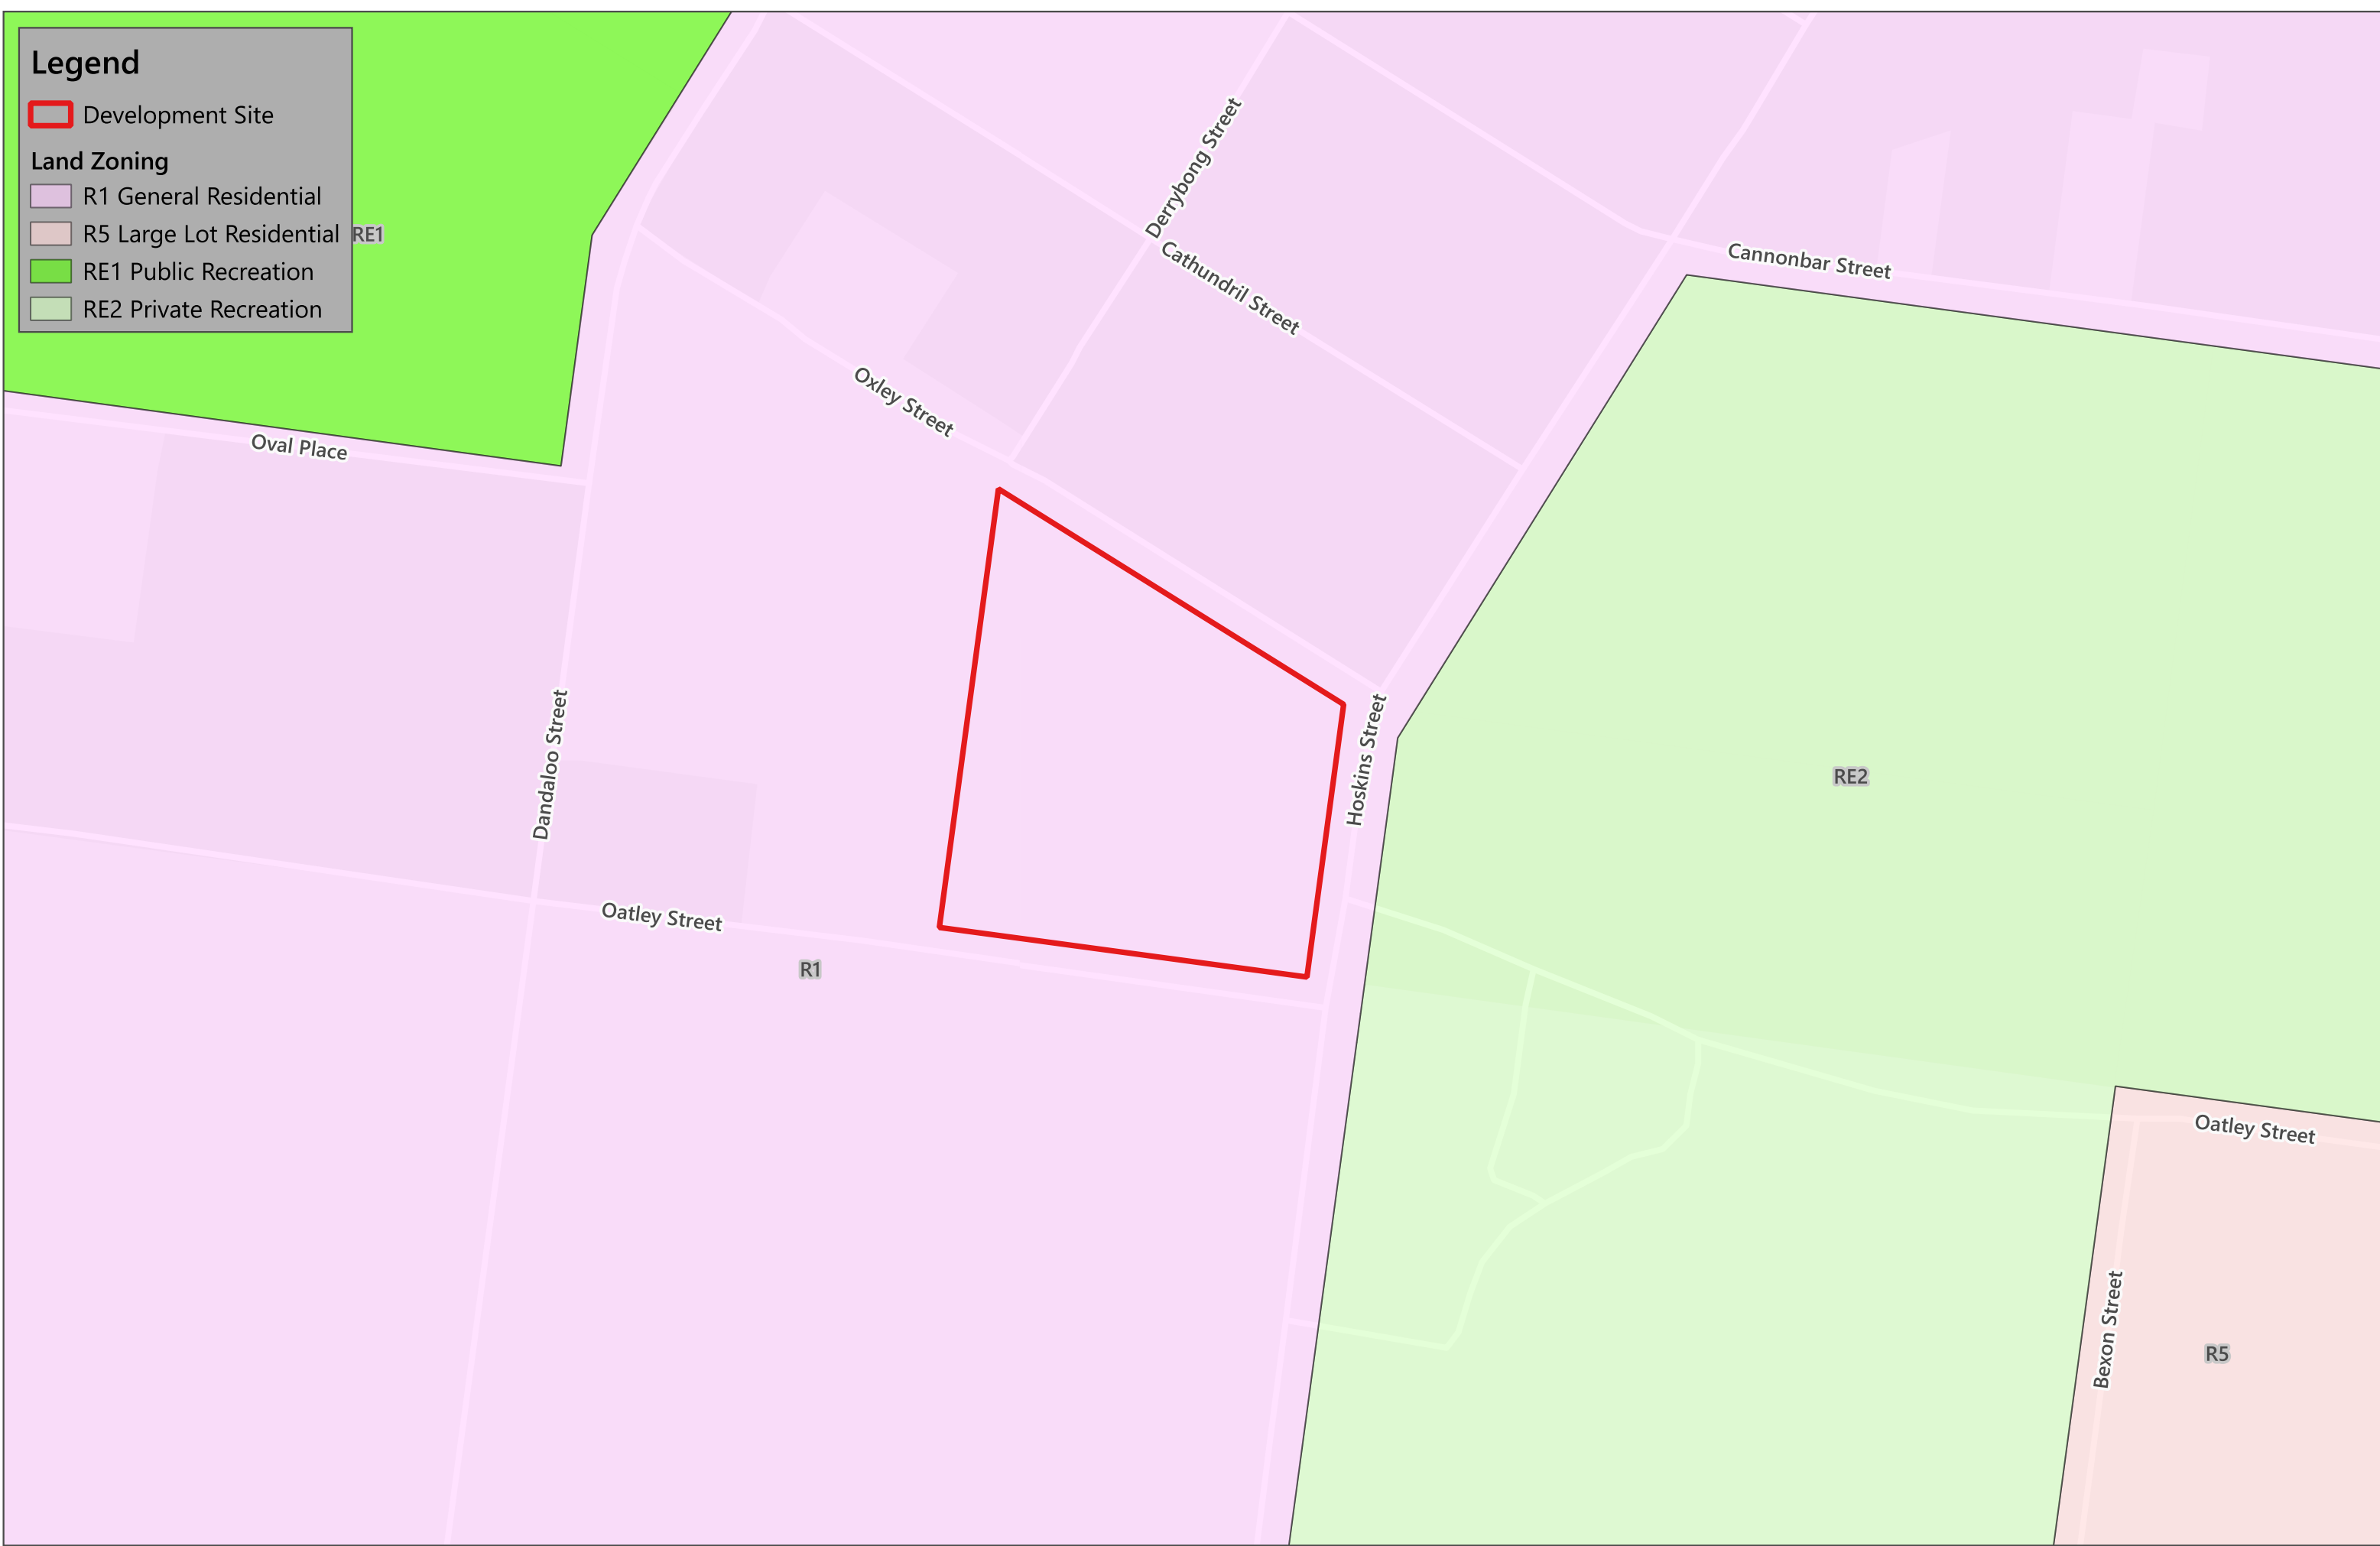 Legend
Development Site
Land Zoning
R1 General Residential
R5 Large Lot Residential
RE1 Public Recreation
RE2 Private Recreation
RE1
Derrybong Street
Cathundril Street
Cannonbar Street
Oxley Street
Oval Place
Dandaloo Street
Hoskins Street
RE2
Oatley Street
R1
Oatley Street
Bexon Street
R5